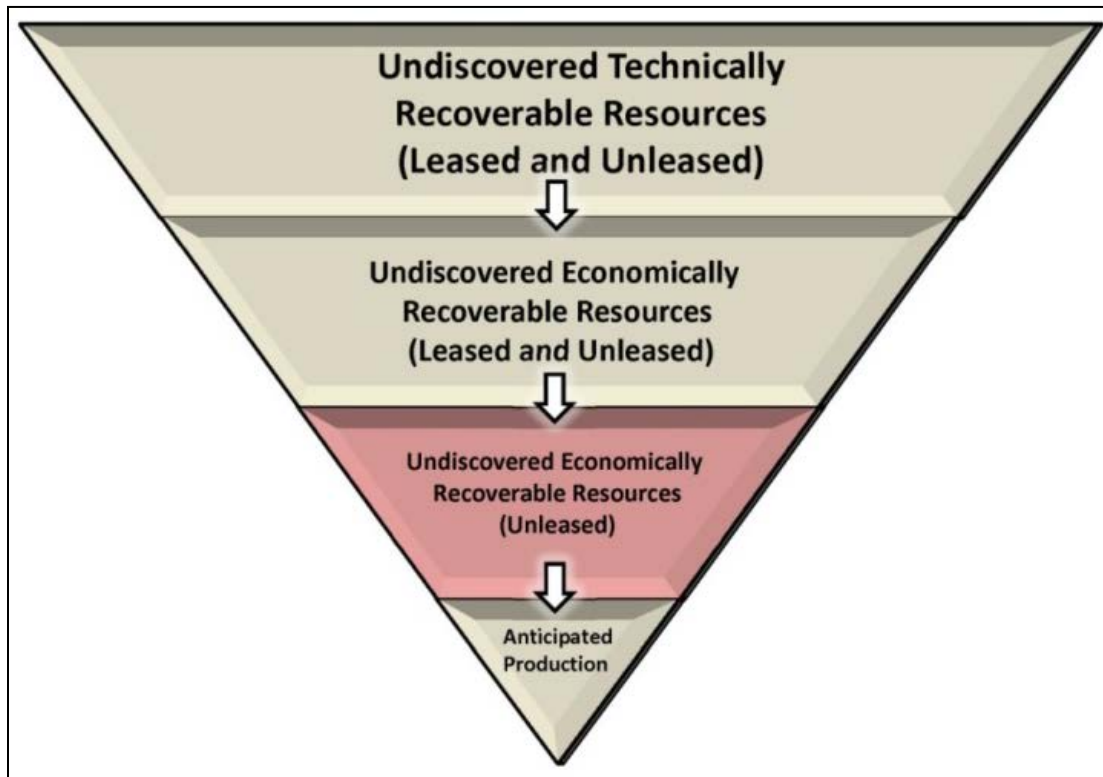 Undiscovered Technically
Recoverable Resources
(Leased and Unleased)
Undiscovered Economically
Recoverable Resources
(Leased and Unleased)
Undiscovered Economically
Recoverable Resources
(Unleased)
Anticipated
Production